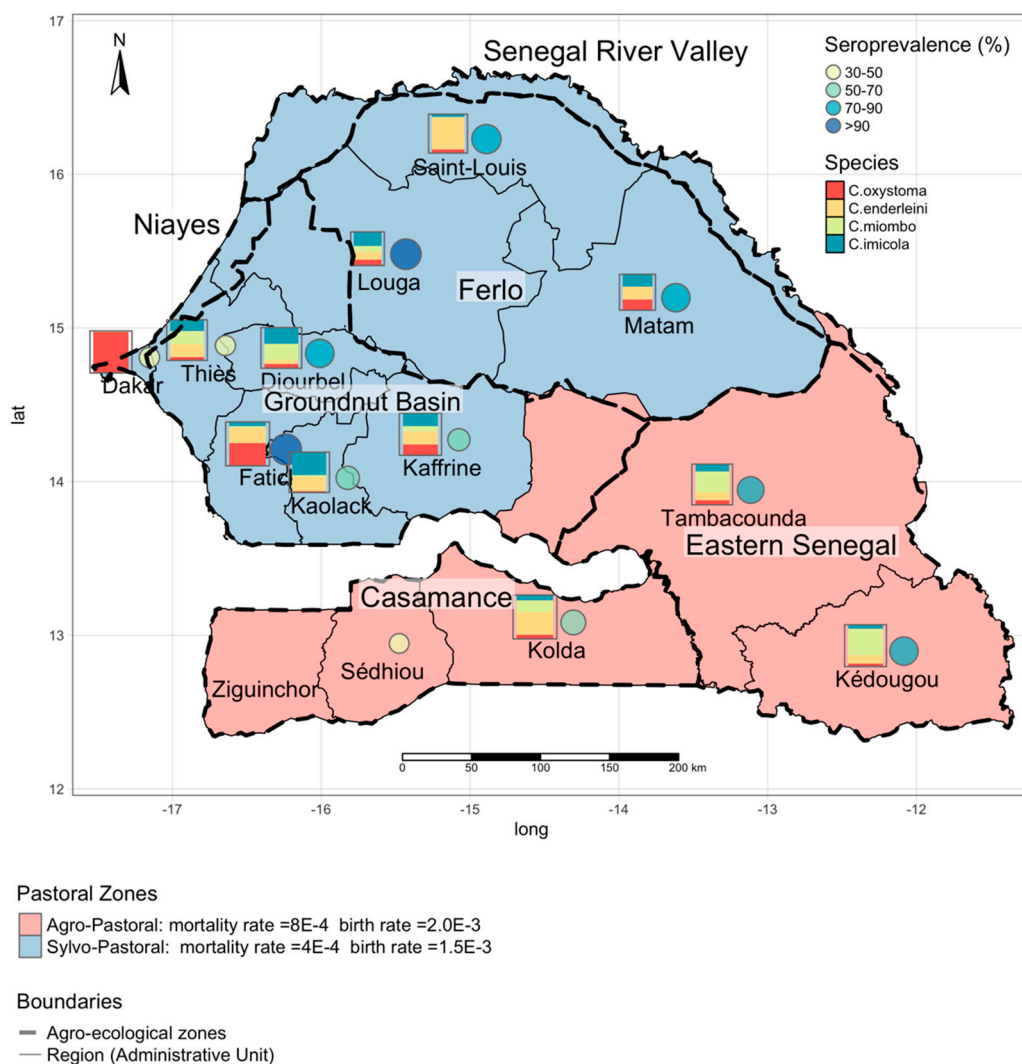 17
N
Senegal River Valley
Seroprevalence (%)
30-50
50-70
70-90
>90
Species
C.oxystoma
C.enderleini
C.miombo
C.imicola
16
Saint-Louis
Niayes
Louga
Ferlo
Matam
15
Dakar
Thiès
Diourbel
Groundnut Basin
lat
Kaffrine
Fatick
Kaolack
14
Tambacounda
Eastern Senegal
Casamance
13
Kolda
Sédhiou
Ziguinchor
Kédougou
0 50 100 150 200 km
12
-17 -16 -15 -14 -13 -12
long
Pastoral Zones
Agro-Pastoral: mortality rate =8E-4 birth rate =2.0E-3
Sylvo-Pastoral: mortality rate =4E-4 birth rate =1.5E-3
Boundaries
Agro-ecological zones
Region (Administrative Unit)